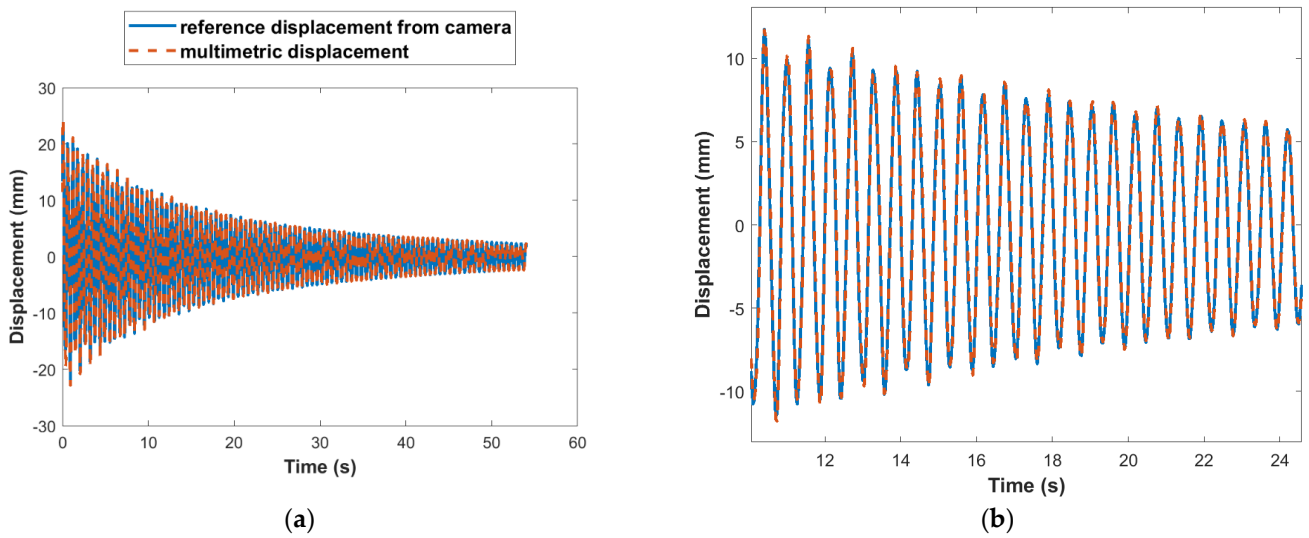 reference displacement from camera
multimetric displacement
30
20
10
0
-10
-20
-30
Displacement (mm)
0 10 20 30 40 50 60
Time (s)
(a)
10
5
0
-5
-10
Displacement (mm)
12 14 16 18 20 22 24
Time (s)
(b)